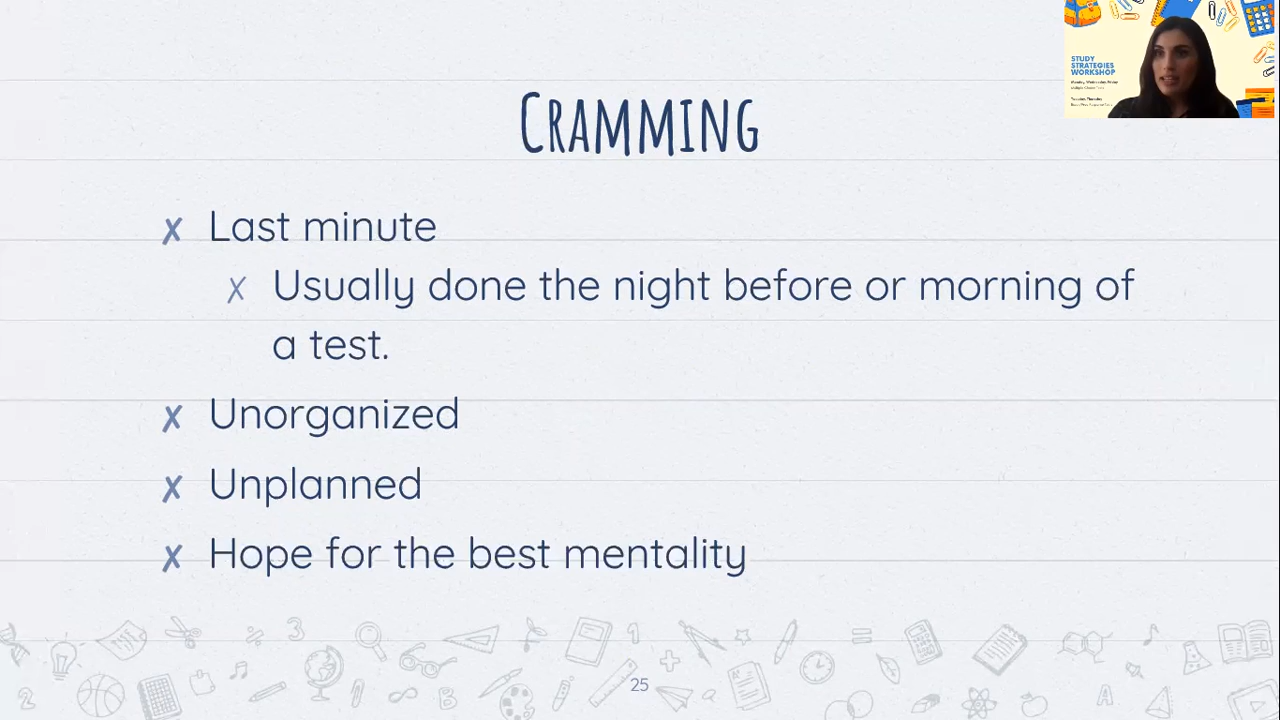 STUDY
STRATEGIES
WORKSHOP
Cramming
✗ Last minute
✗ Usually done the night before or morning of
a test.
✗ Unorganized
✗ Unplanned
✗ Hope for the best mentality
25